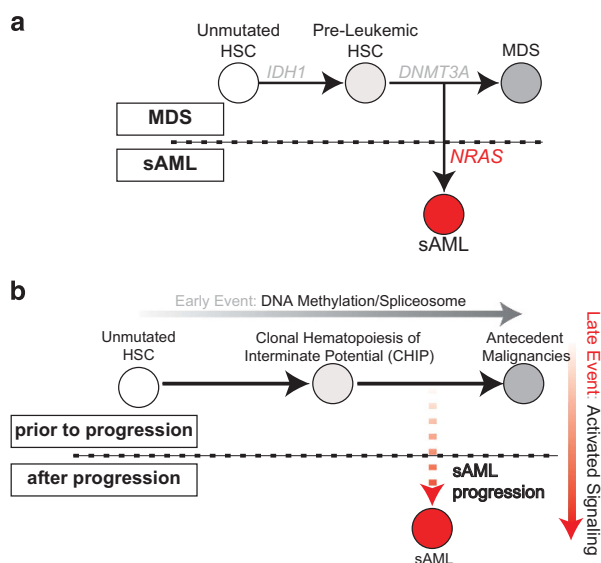 a
Unmutated
HSC
Pre-Leukemic
HSC
MDS
IDH1
DNMT3A
MDS
sAML
NRAS
sAML
b
Early Event: DNA Methylation/Spliceosome
Unmutated
HSC
Clonal Hematopoiesis of
Interminate Potential (CHIP)
Antecedent
Malignancies
prior to progression
after progression
sAML
progression
sAML
Late Event: Activated Signaling